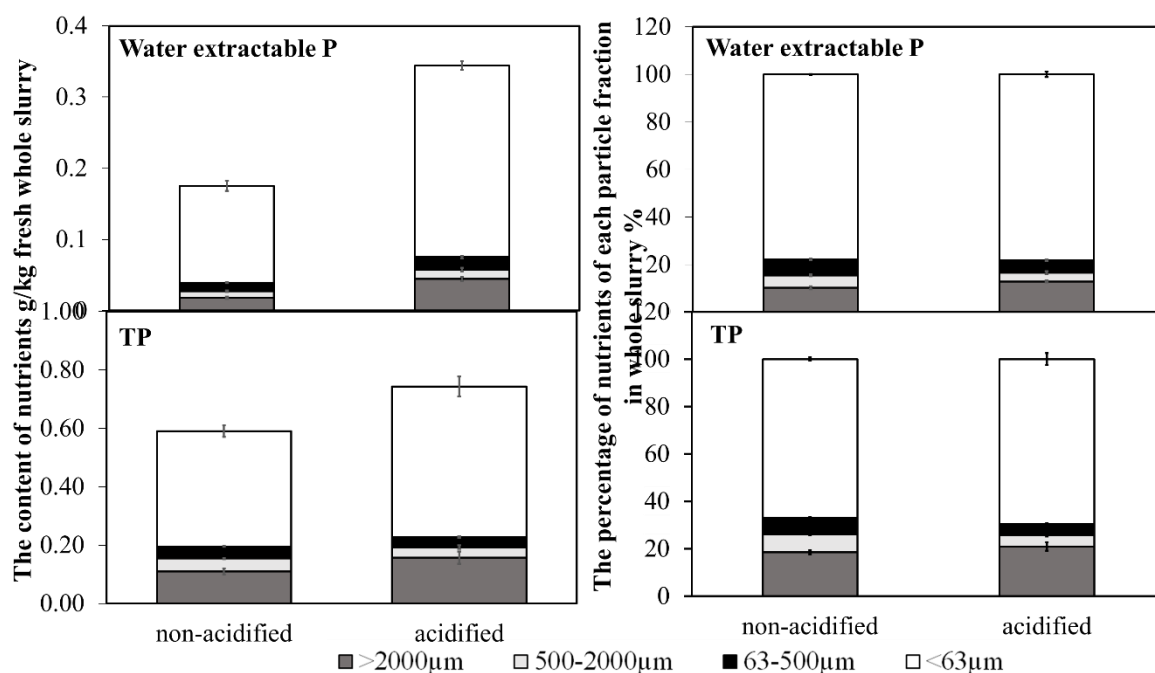 The content of nutrients g/kg fresh whole slurry
Water extractable P
0.4
0.3
0.2
0.1
0
TP
1.00
0.80
0.60
0.40
0.20
0.00
non-acidified
acidified
The percentage of nutrients of each particle fraction
in whole slurry %
Water extractable P
120
100
80
60
40
20
TP
120
100
80
60
40
20
0
non-acidified
acidified
>2000µm
500-2000µm
63-500µm
<63µm